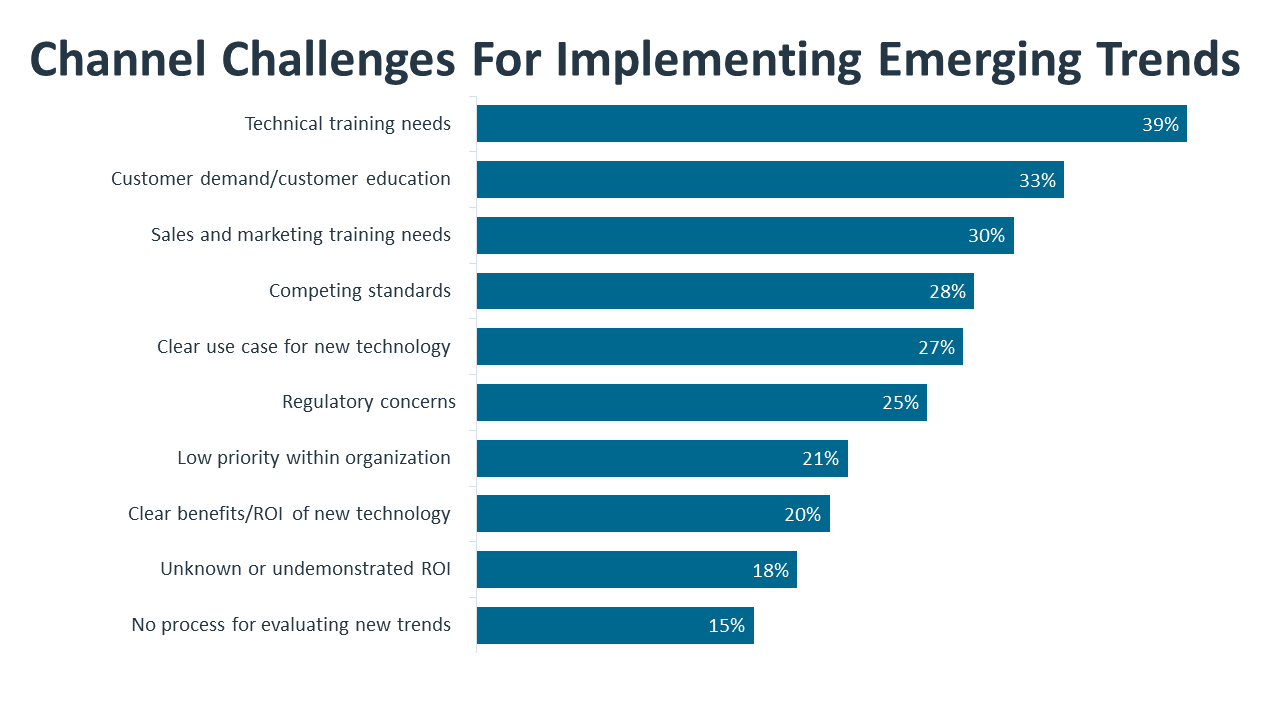 Channel Challenges For Implementing Emerging Trends
Technical training needs 39%
Customer demand/customer education 33%
Sales and marketing training needs 30%
Competing standards 28%
Clear use case for new technology 27%
Regulatory concerns 25%
Low priority within organization 21%
Clear benefits/ROI of new technology 20%
Unknown or undemonstrated ROI 18%
No process for evaluating new trends 15%